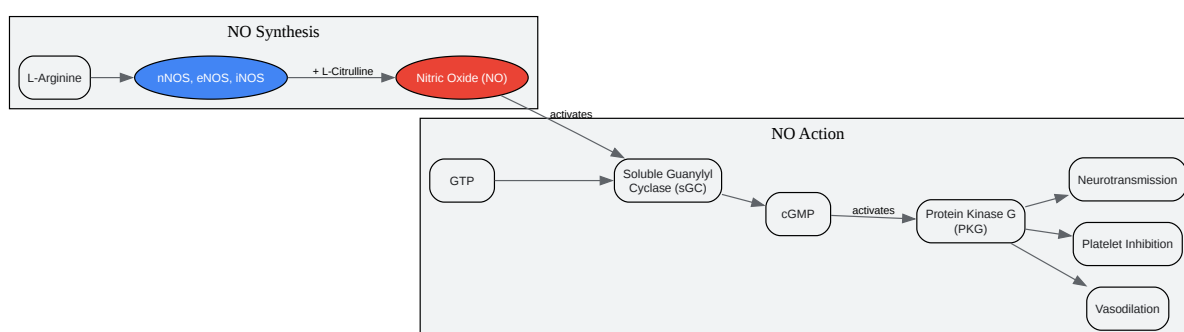 NO Synthesis
L-Arginine
nNOS, eNOS, iNOS
+ L-Citrulline
Nitric Oxide (NO)
activates
NO Action
GTP
Soluble Guanylyl
Cyclase (sGC)
cGMP
activates
Protein Kinase G
(PKG)
Neurotransmission
Platelet Inhibition
Vasodilation